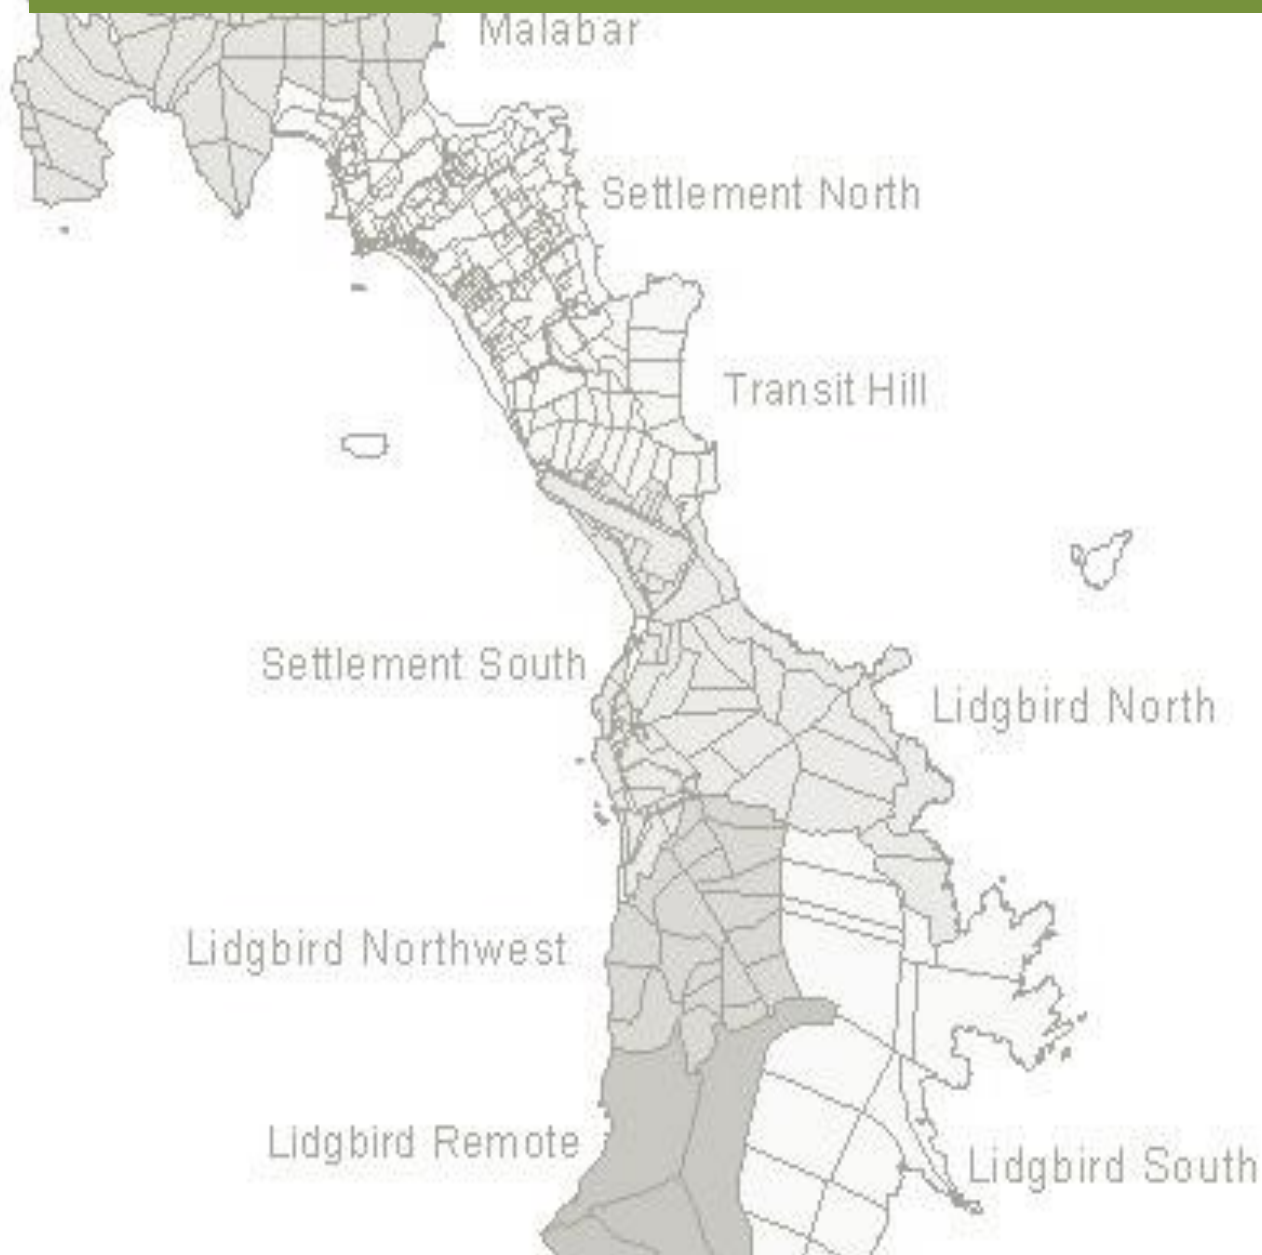 Malabar
Settlement North
Transit Hill
Settlement South
Lidgbird North
Lidgbird Northwest
Lidgbird Remote
Lidgbird South